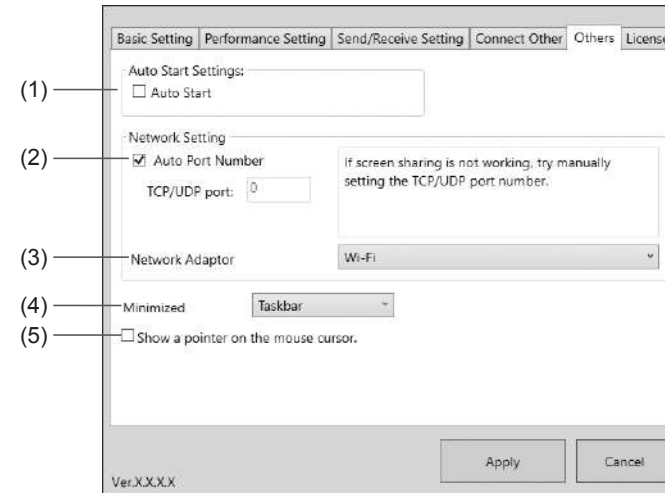 Basic Setting Performance Setting Send/Receive Setting Connect Other Others License
Auto Start Settings:
(1) Auto Start
Network Setting
(2) Auto Port Number
If screen sharing is not working, try manually
setting the TCP/UDP port number.
TCP/UDP port: 0
(3) Network Adaptor Wi-Fi
(4) Minimized Taskbar
(5) Show a pointer on the mouse cursor.
Apply Cancel
Ver.X.X.X.X